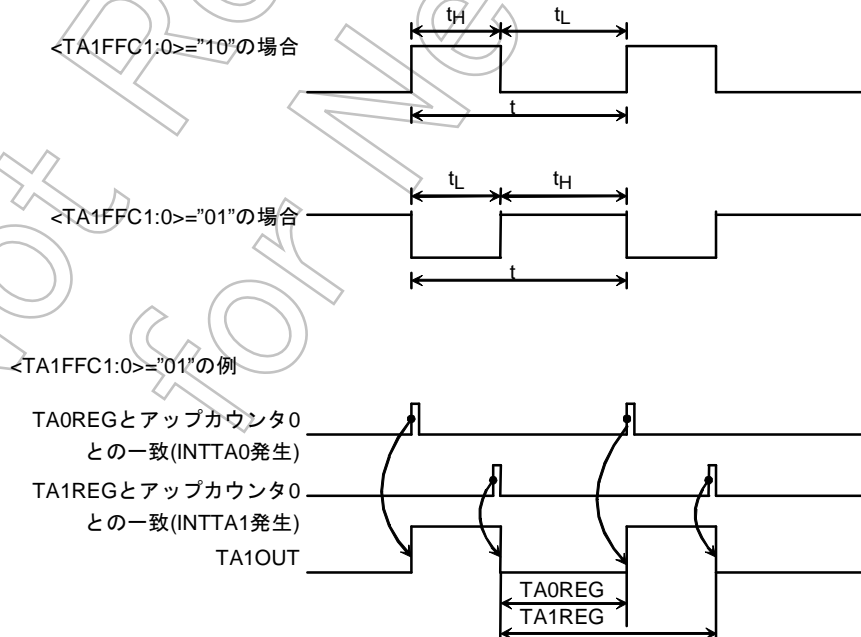 tH tL
<TA1FFC1:0>="10"の場合
t
tL tH
<TA1FFC1:0>="01"の場合
t
<TA1FFC1:0>="01"の例
TA0REGとアップカウンタ0
との一致(INTTA0発生)
TA1REGとアップカウンタ0
との一致(INTTA1発生)
TA1OUT
TA0REG
TA1REG